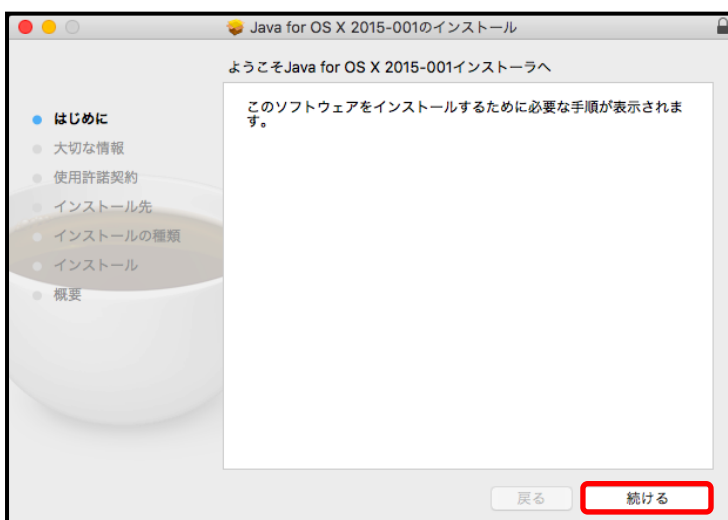 Java for OS X 2015-001のインストール
ようこそJava for OS X 2015-001インストーラへ
はじめに
大切な情報
使用許諾契約
インストール先
インストールの種類
インストール
概要
このソフトウェアをインストールするために必要な手順が表示されま
す。
戻る
続ける